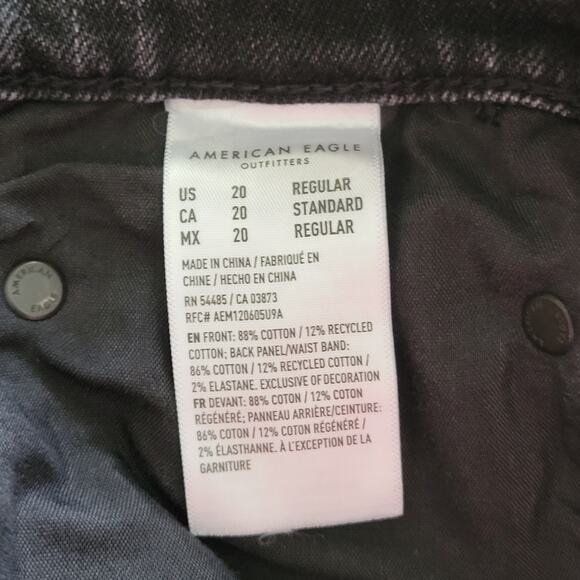 AMERICAN EAGLE
OUTFITTERS
US 20 REGULAR
CA 20 STANDARD
MX 20 REGULAR
MADE IN CHINA / FABRIQUÉ EN
CHINE / HECHO EN CHINA
RN 54485 / CA 03873
RFC# AEM120605U9A
EN FRONT: 88% COTTON / 12% RECYCLED
COTTON; BACK PANEL/WAIST BAND:
86% COTTON / 12% RECYCLED COTTON /
2% ELASTANE. EXCLUSIVE OF DECORATION
FR DEVANT: 88% COTON / 12% COTON
RÉGÉNÉRÉ; PANNEAU ARRIÈRE/CEINTURE:
86% COTON / 12% COTON RÉGÉNÉRÉ /
2% ÉLASTHANNE. À L'EXCEPTION DE LA
GARNITURE
AMERICAN
EAGLE